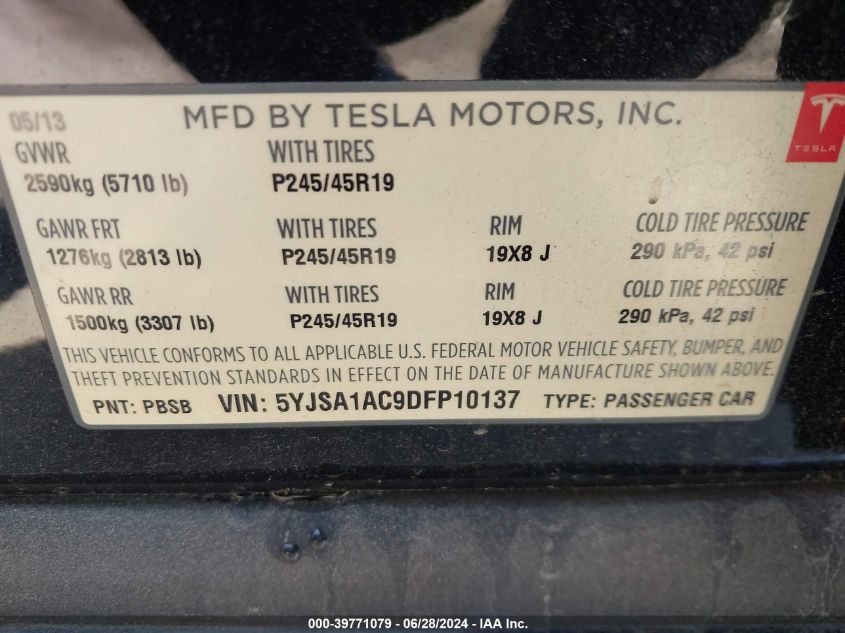 05/13 MFD BY TESLA MOTORS, INC.
TESLA
GVWR WITH TIRES
2590kg (5710 lb) P245/45R19
GAWR FRT WITH TIRES RIM COLD TIRE PRESSURE
1276kg (2813 lb) P245/45R19 19X8 J 290 kPa, 42 psi
GAWR RR WITH TIRES RIM COLD TIRE PRESSURE
1500kg (3307 lb) P245/45R19 19X8 J 290 kPa, 42 psi
THIS VEHICLE CONFORMS TO ALL APPLICABLE U.S. FEDERAL MOTOR VEHICLE SAFETY, BUMPER, AND
THEFT PREVENTION STANDARDS IN EFFECT ON THE DATE OF MANUFACTURE SHOWN ABOVE.
PNT: PBSB VIN: 5YJSA1AC9DFP10137 TYPE: PASSENGER CAR
000-39771079 / 06/28/2024 - IAA Inc.